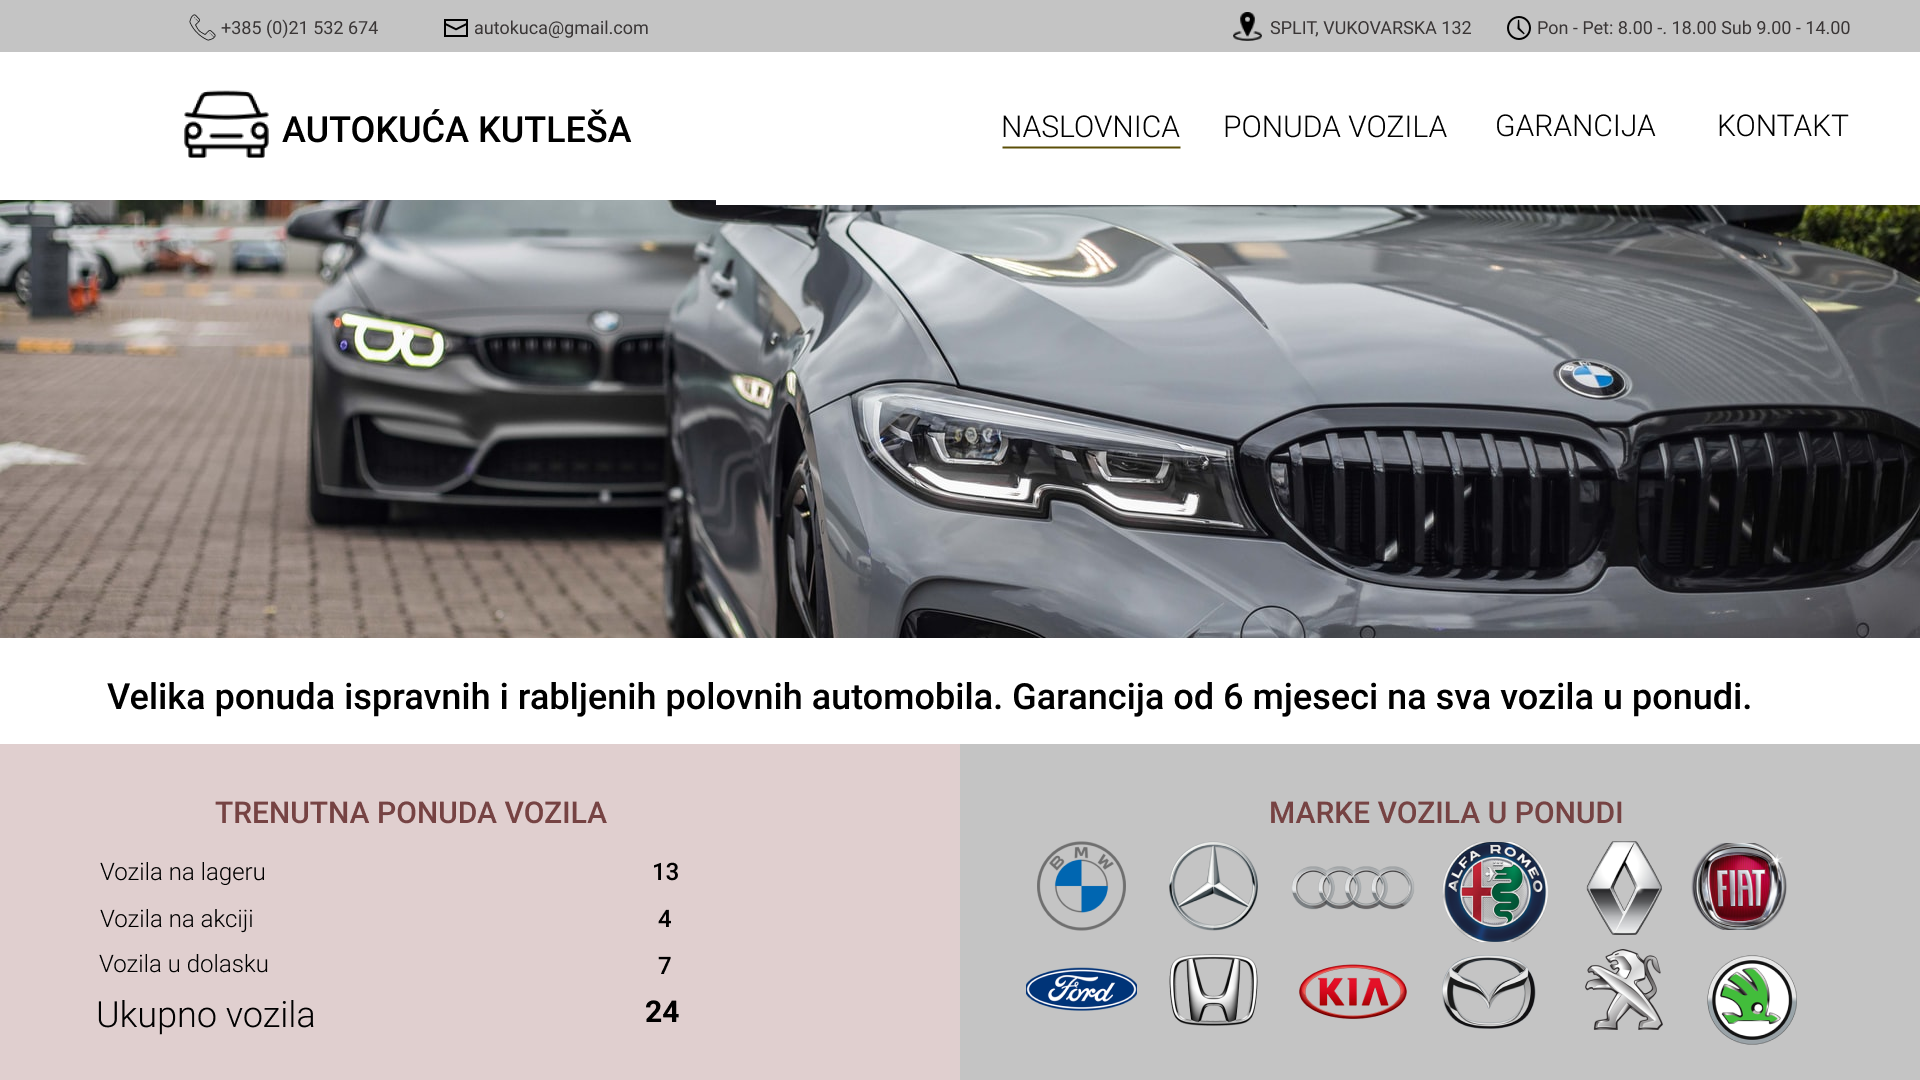 +385 (0)21 532 674 autokuca@gmail.com SPLIT, VUKOVARSKA 132 Pon - Pet: 8.00 -. 18.00 Sub 9.00 - 14.00
AUTOKUĆA KUTLEŠA
NASLOVNICA PONUDA VOZILA GARANCIJA KONTAKT
Velika ponuda ispravnih i rabljenih polovnih automobila. Garancija od 6 mjeseci na sva vozila u ponudi.
TRENUTNA PONUDA VOZILA
Vozila na lageru 13
Vozila na akciji 4
Vozila u dolasku 7
Ukupno vozila 24
MARKE VOZILA U PONUDI
BMW ALFA ROMEO FIAT
Ford KIA